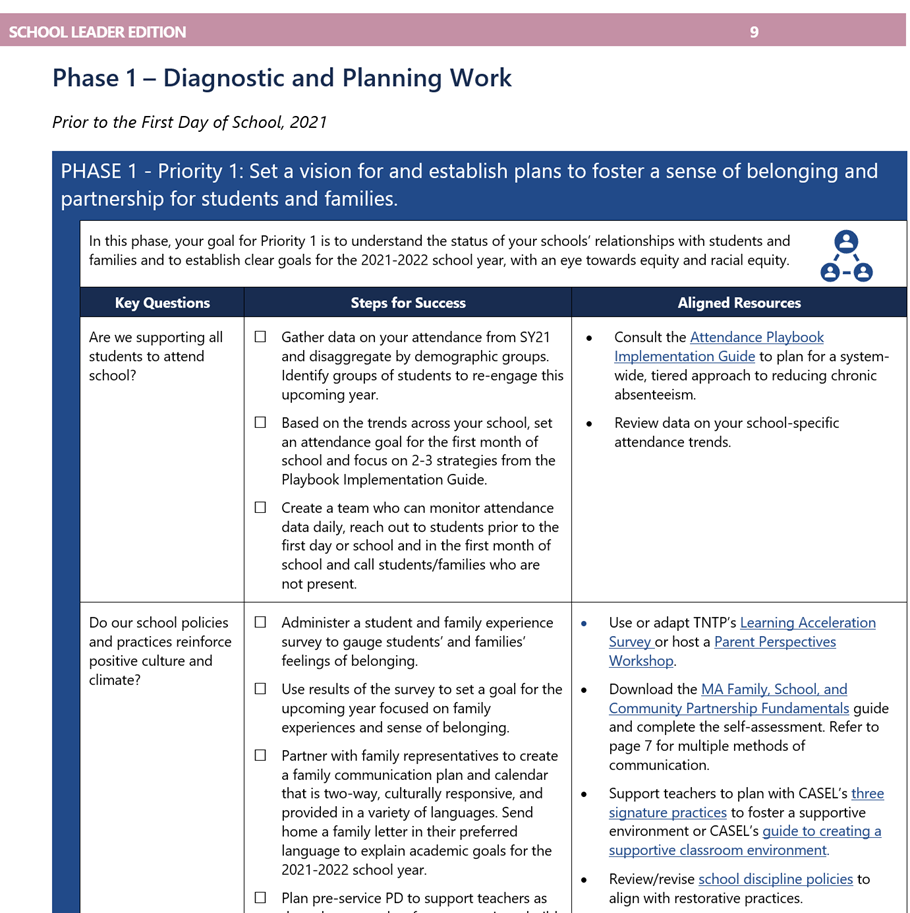 SCHOOL LEADER EDITION 9
Phase 1 – Diagnostic and Planning Work
Prior to the First Day of School, 2021
PHASE 1 - Priority 1: Set a vision for and establish plans to foster a sense of belonging and
partnership for students and families.
In this phase, your goal for Priority 1 is to understand the status of your schools’ relationships with students and
families and to establish clear goals for the 2021-2022 school year, with an eye towards equity and racial equity.
Key Questions
Steps for Success
Aligned Resources
Are we supporting all
students to attend
school?
☐ Gather data on your attendance from SY21
and disaggregate by demographic groups.
Identify groups of students to re-engage this
upcoming year.
☐ Based on the trends across your school, set
an attendance goal for the first month of
school and focus on 2-3 strategies from the
Playbook Implementation Guide.
☐ Create a team who can monitor attendance
data daily, reach out to students prior to the
first day or school and in the first month of
school and call students/families who are
not present.
• Consult the Attendance Playbook
Implementation Guide to plan for a system-
wide, tiered approach to reducing chronic
absenteeism.
• Review data on your school-specific
attendance trends.
Do our school policies
and practices reinforce
positive culture and
climate?
☐ Administer a student and family experience
survey to gauge students’ and families’
feelings of belonging.
☐ Use results of the survey to set a goal for the
upcoming year focused on family
experiences and sense of belonging.
☐ Partner with family representatives to create
a family communication plan and calendar
that is two-way, culturally responsive, and
provided in a variety of languages. Send
home a family letter in their preferred
language to explain academic goals for the
2021-2022 school year.
☐ Plan pre-service PD to support teachers as
• Use or adapt TNTP’s Learning Acceleration
Survey or host a Parent Perspectives
Workshop.
• Download the MA Family, School, and
Community Partnership Fundamentals guide
and complete the self-assessment. Refer to
page 7 for multiple methods of
communication.
• Support teachers to plan with CASEL’s three
signature practices to foster a supportive
environment or CASEL’s guide to creating a
supportive classroom environment.
• Review/revise school discipline policies to
align with restorative practices.